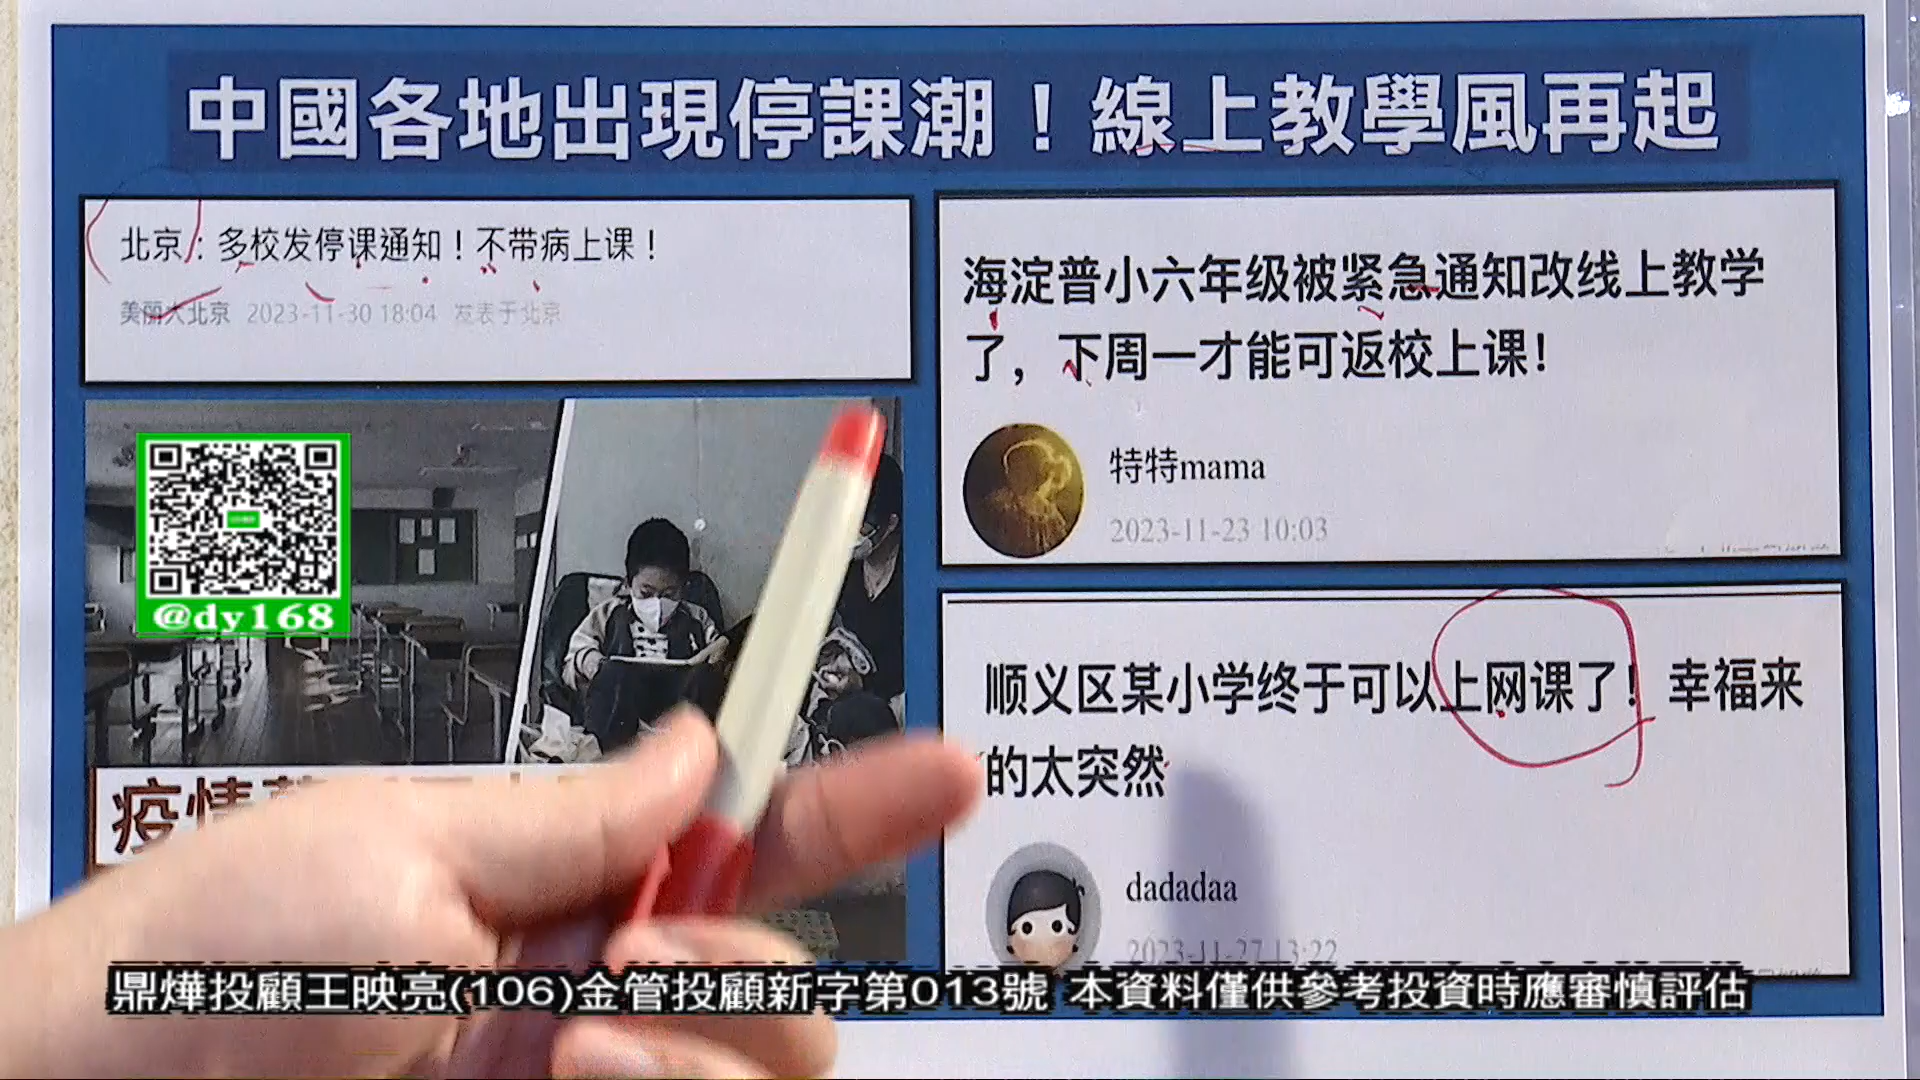 中國各地出現停課潮！線上教學風再起
北京：多校发停课通知！不带病上课！
美丽大北京 2023-11-30 18:04 发表于北京
海淀普小六年级被紧急通知改线上教学
了，下周一才能可返校上课！
特特mama
2023-11-23 10:03
@dy168
疫情
顺义区某小学终于可以上网课了！幸福来
的太突然
dadadaa
2023-11-27 13:22
鼎燁投顧王映亮(106)金管投顧新字第013號 本資料僅供參考投資時應審慎評估